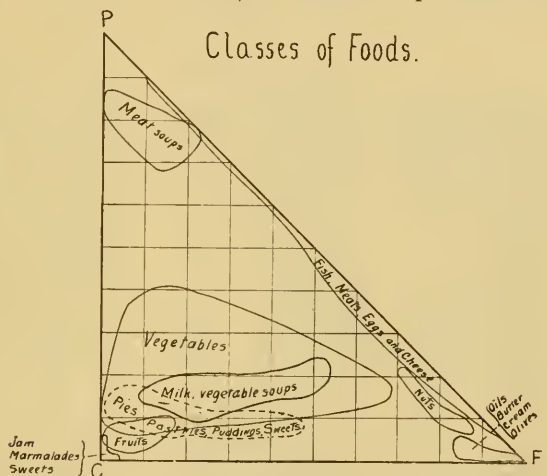 P
Classes of Foods.
Meat soups
Fish, Meats, Eggs and Cheese
Vegetables
Milk, vegetable soups
Nuts
Pies
Pastries, Puddings, Sweets
Fruits
Oils
Butter
Cream
Olives
Jam
Marmalades
Sweets
C
F